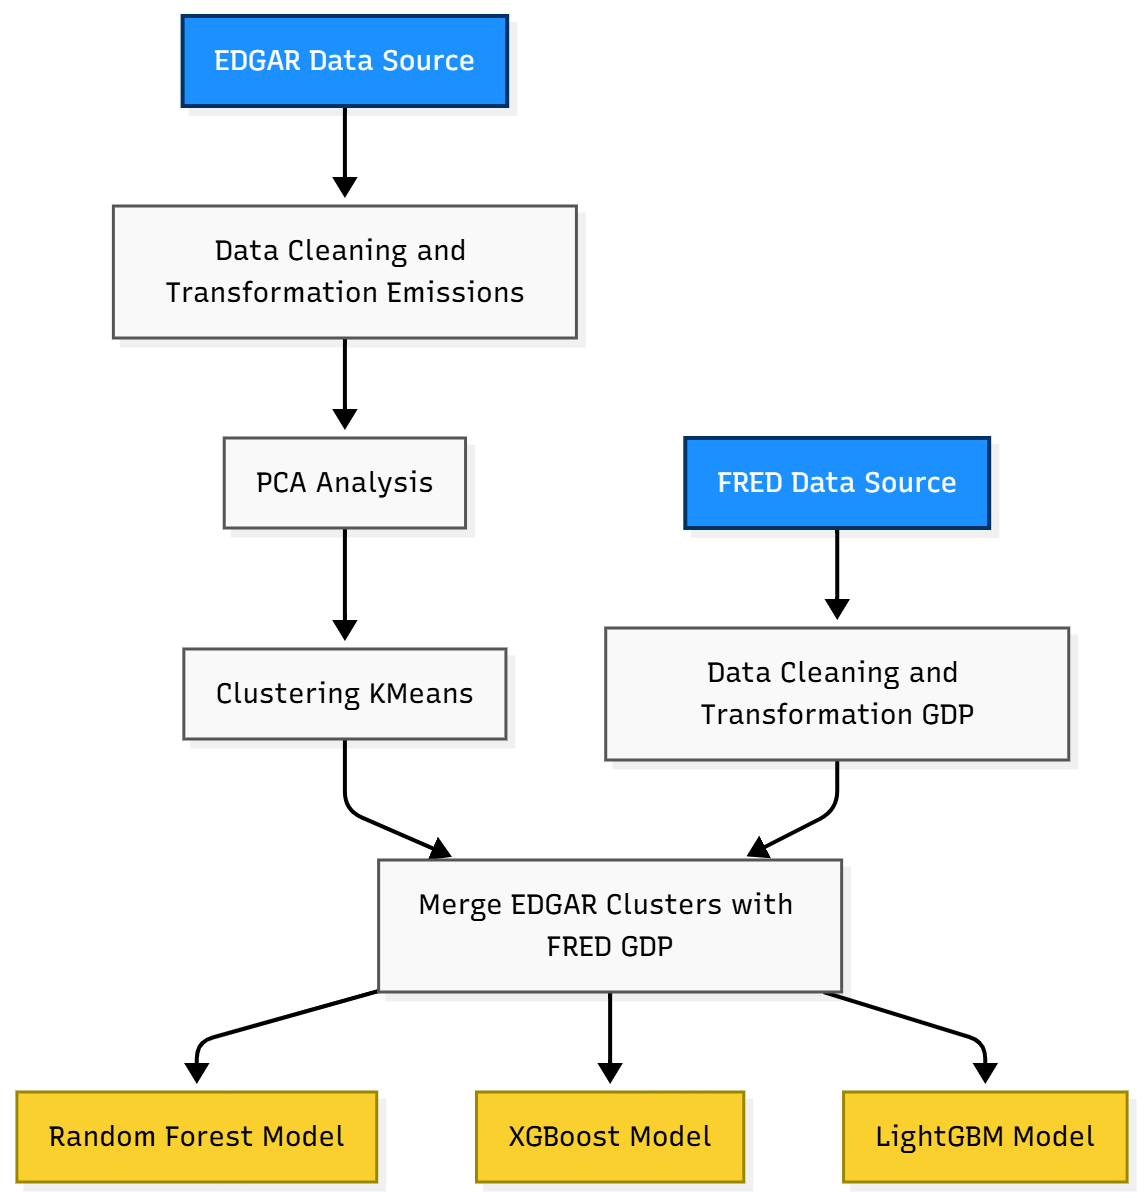 EDGAR Data Source
Data Cleaning and
Transformation Emissions
PCA Analysis
FRED Data Source
Clustering KMeans
Data Cleaning and
Transformation GDP
Merge EDGAR Clusters with
FRED GDP
Random Forest Model
XGBoost Model
LightGBM Model